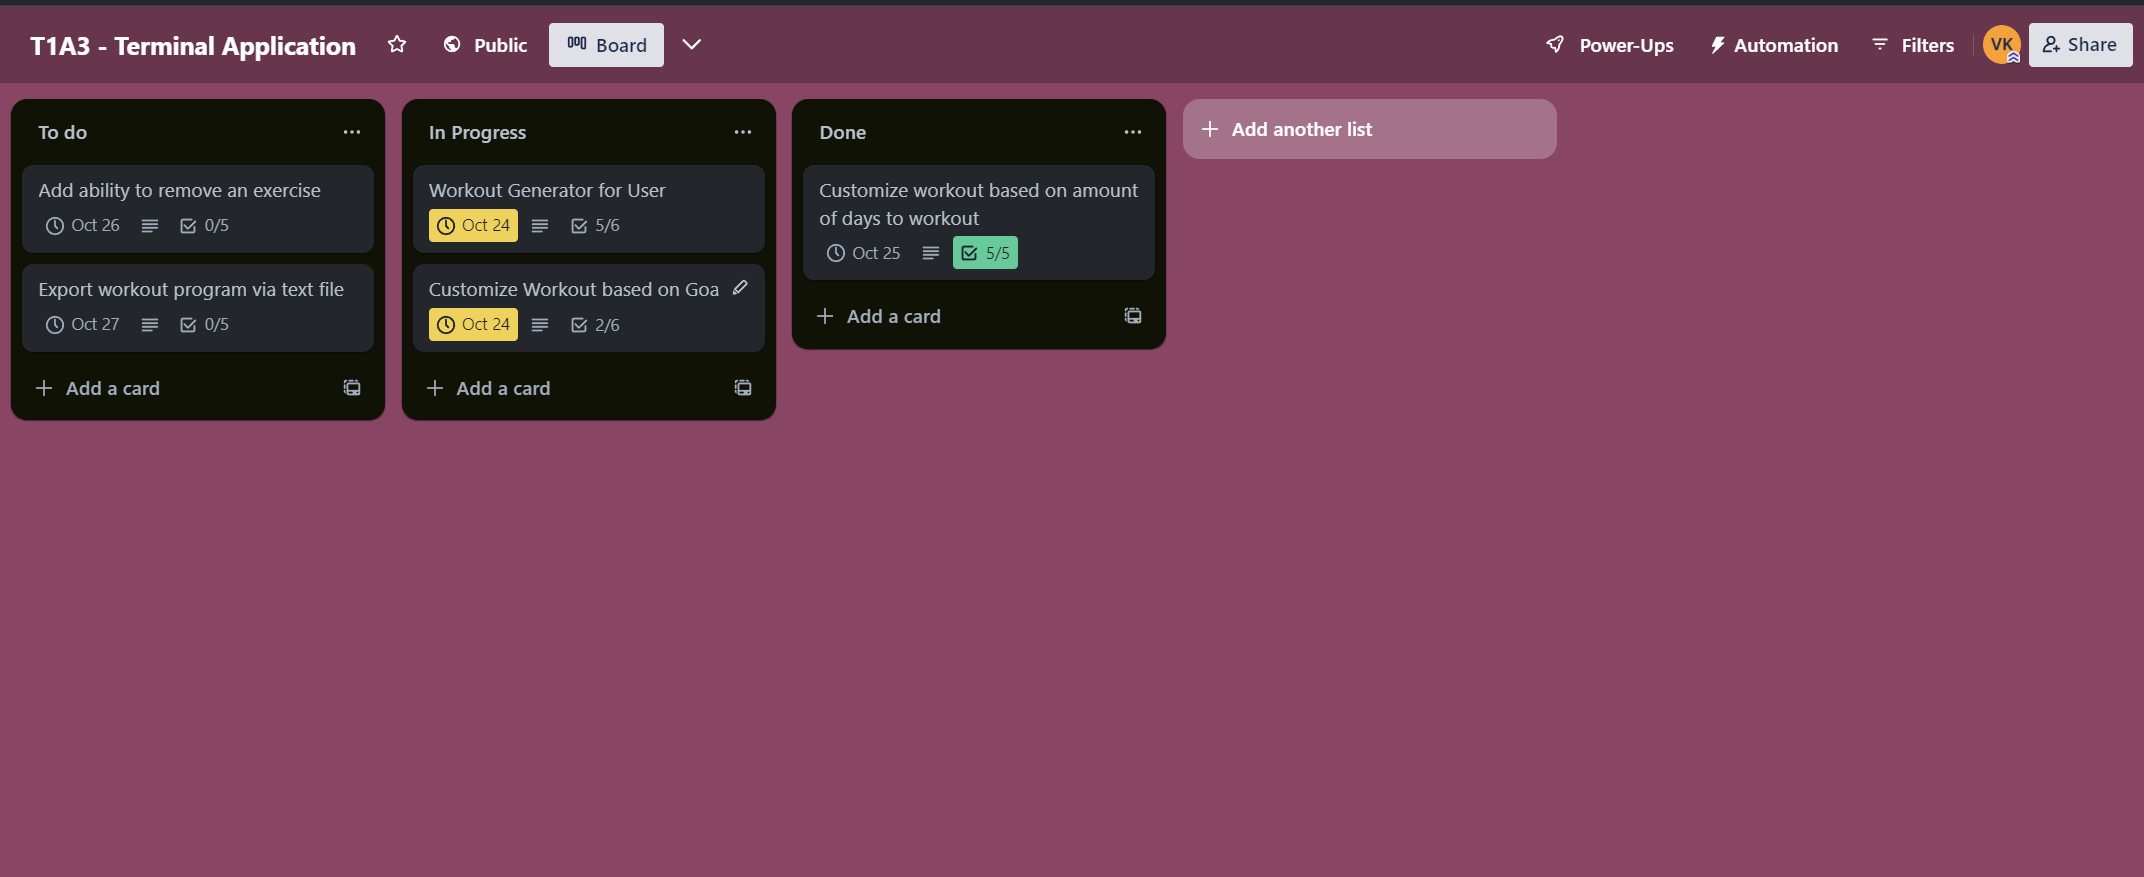 T1A3 - Terminal Application
Public
Board
Power-Ups
Automation
Filters
VK
Share
To do
Add ability to remove an exercise
Oct 26
0/5
Export workout program via text file
Oct 27
0/5
Add a card
In Progress
Workout Generator for User
Oct 24
5/6
Customize Workout based on Goa
Oct 24
2/6
Add a card
Done
Customize workout based on amount
of days to workout
Oct 25
5/5
Add a card
Add another list